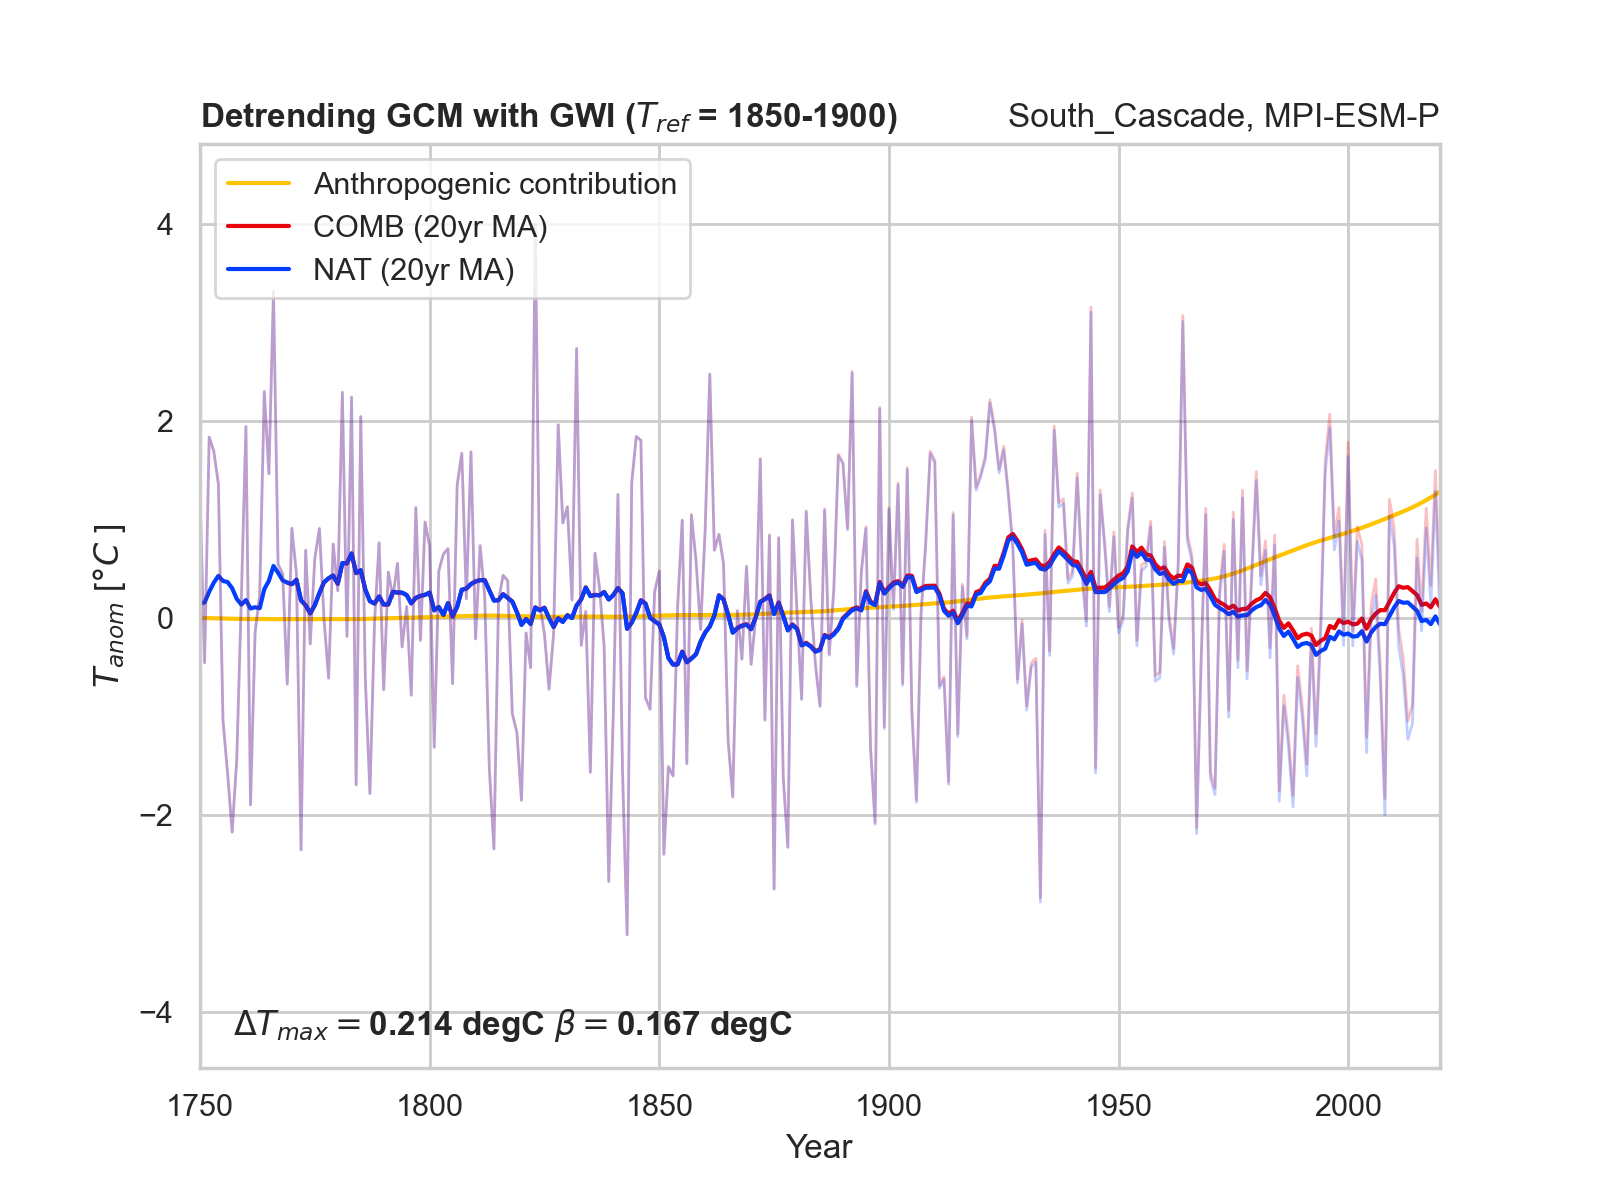 Detrending GCM with GWI (T_ref = 1850-1900) South_Cascade, MPI-ESM-P
Anthropogenic contribution
COMB (20yr MA)
NAT (20yr MA)
4
2
0
−2
−4
T_anom [°C ]
ΔT_max = 0.214 degC β = 0.167 degC
1750 1800 1850 1900 1950 2000
Year